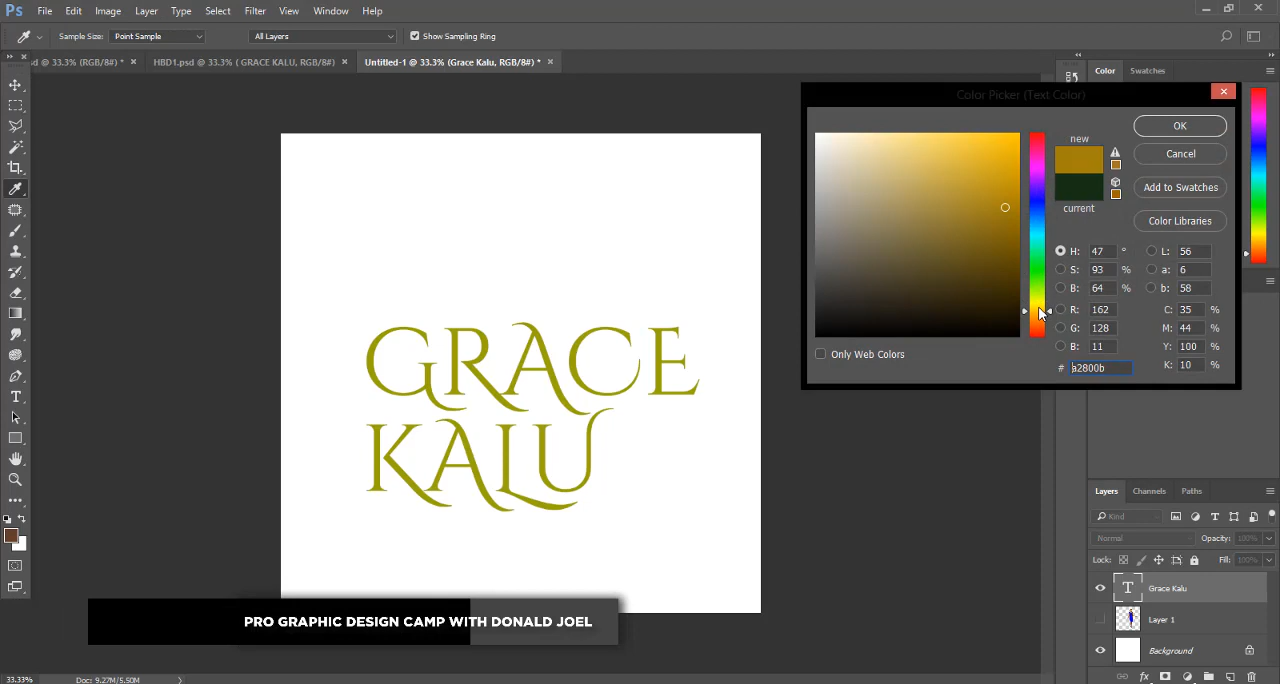 Ps File Edit Image Layer Type Select Filter View Window Help
Sample Size: Point Sample All Layers Show Sampling Ring
sd @ 33.3% (RGB/8#) * × HBD1.psd @ 33.3% ( GRACE KALU, RGB/8#) × Untitled-1 @ 33.3% (Grace Kalu, RGB/8#) * ×
Color Swatches
Color Picker (Text Color)
new
current
OK
Cancel
Add to Swatches
Color Libraries
H: 47 ° L: 56
S: 93 % a: 6
B: 64 % b: 58
R: 162 C: 35 %
G: 128 M: 44 %
B: 11 Y: 100 %
# a2800b K: 10 %
Only Web Colors
GRACE
KALU
Layers Channels Paths
Kind
Normal Opacity: 100%
Lock: Fill: 100%
T Grace Kalu
Layer 1
Background
PRO GRAPHIC DESIGN CAMP WITH DONALD JOEL
33.33% Doc: 9.27M/5.50M
fx